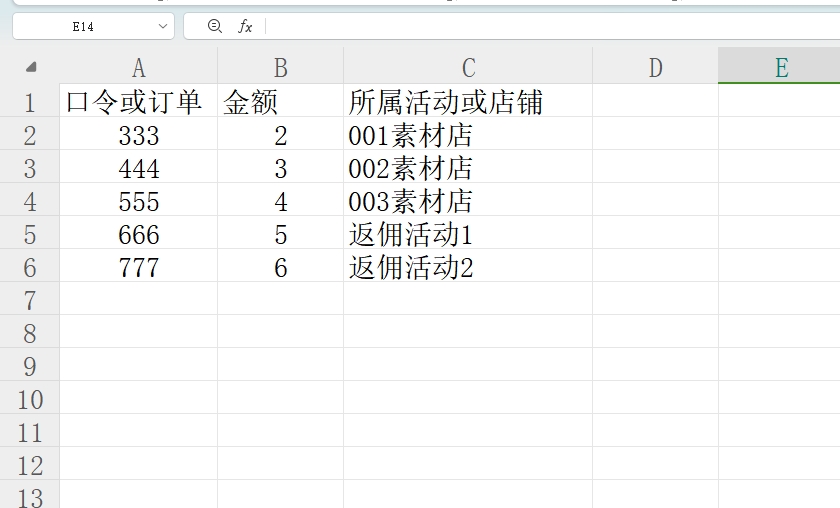 E14 fx
A B C D E
1 口令或订单 金额 所属活动或店铺
2 333 2 001素材店
3 444 3 002素材店
4 555 4 003素材店
5 666 5 返佣活动1
6 777 6 返佣活动2
7
8
9
10
11
12
13